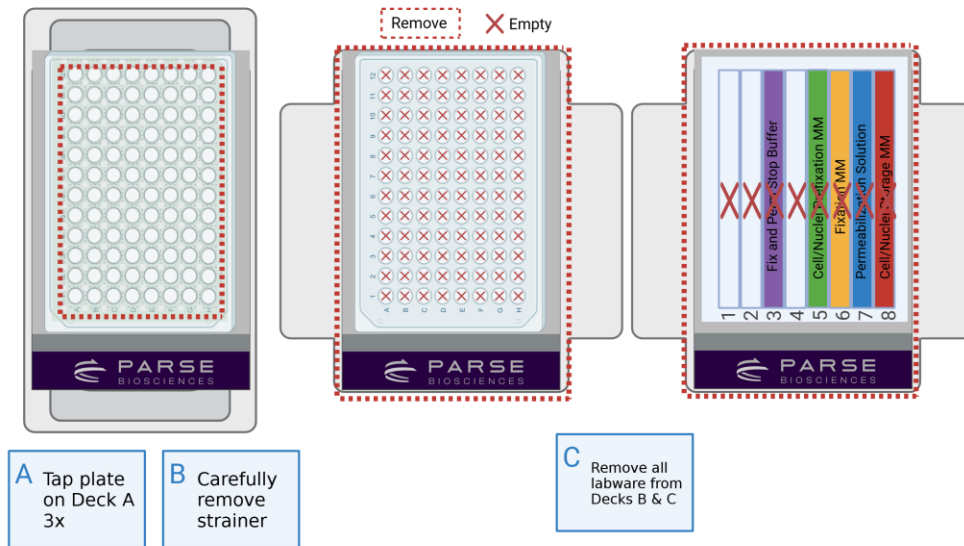 Remove
Empty
A B C D E F G H
PARSE
BIOSCIENCES
12
11
10
9
8
7
6
5
4
3
2
1
A B C D E F G H
PARSE
BIOSCIENCES
Fix and Perm Stop Buffer
Cell/Nuclei Prefixation MM
Fixation MM
Permeabilization Solution
Cell/Nuclei Storage MM
1 2 3 4 5 6 7 8
PARSE
BIOSCIENCES
A
Tap plate
on Deck A
3x
B
Carefully
remove
strainer
C
Remove all
labware from
Decks B & C